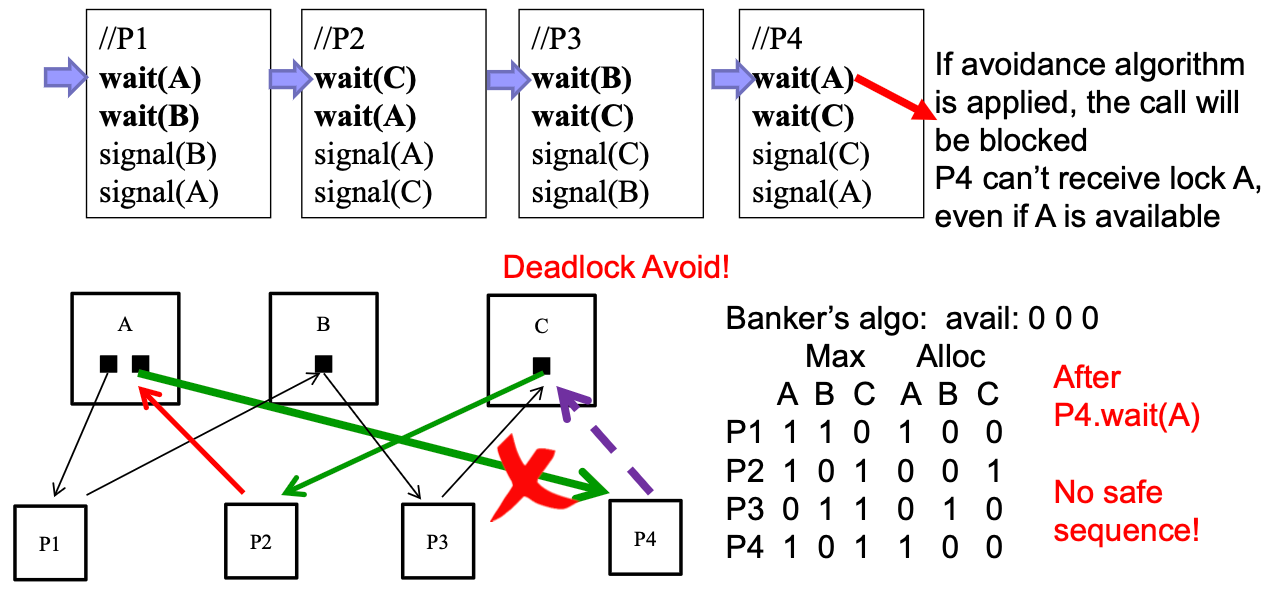 //P1
wait(A)
wait(B)
signal(B)
signal(A)
//P2
wait(C)
wait(A)
signal(A)
signal(C)
//P3
wait(B)
wait(C)
signal(C)
signal(B)
//P4
wait(A)
wait(C)
signal(C)
signal(A)
If avoidance algorithm
is applied, the call will
be blocked
P4 can’t receive lock A,
even if A is available
Deadlock Avoid!
A
B
C
P1
P2
P3
P4
Banker’s algo: avail: 0 0 0
Max Alloc
A B C A B C
P1 1 1 0 1 0 0
P2 1 0 1 0 0 1
P3 0 1 1 0 1 0
P4 1 0 1 1 0 0
After
P4.wait(A)
No safe
sequence!